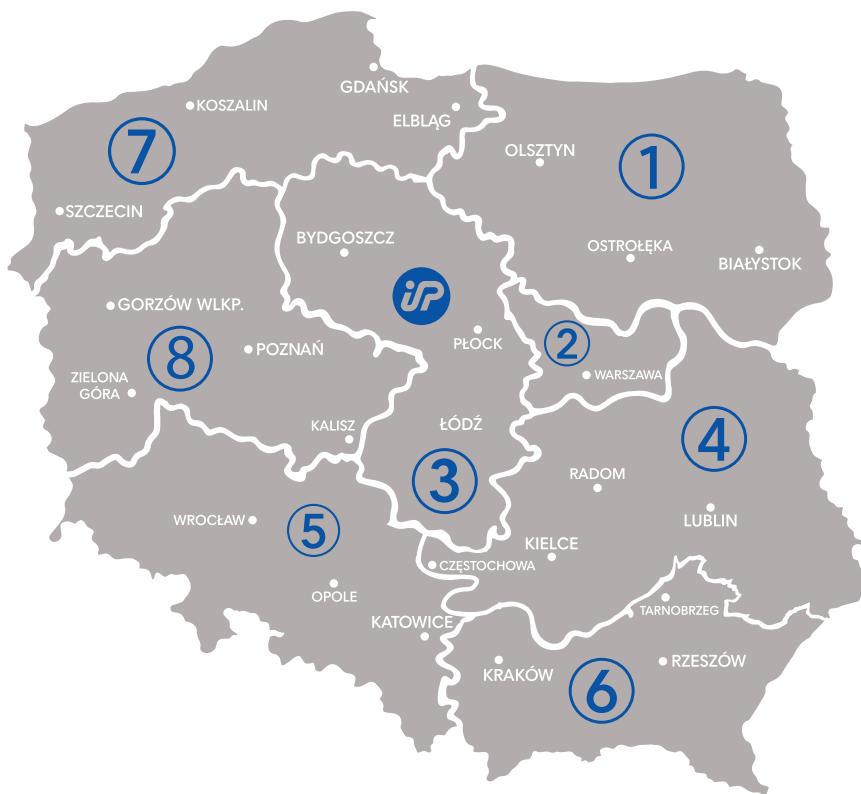 GDAŃSK
KOSZALIN
ELBLĄG
7
OLSZTYN
1
SZCZECIN
BYDGOSZCZ
OSTROŁĘKA
BIAŁYSTOK
iP
GORZÓW WLKP.
PŁOCK
2
8
POZNAŃ
WARSZAWA
ZIELONA
GÓRA
KALISZ
ŁÓDŹ
4
3
RADOM
WROCŁAW
5
LUBLIN
KIELCE
CZĘSTOCHOWA
OPOLE
TARNOBRZEG
KATOWICE
KRAKÓW
6
RZESZÓW